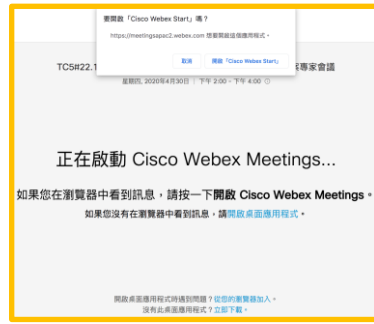 要開啟「Cisco Webex Start」嗎？
https://meetingsapac2.webex.com 想要開啟這個應用程式。
取消
開啟「Cisco Webex Start」
TC5#22.1
專家會議
星期四, 2020年4月30日 | 下午 2:00 - 下午 4:00
正在啟動 Cisco Webex Meetings...
如果您在瀏覽器中看到訊息，請按一下開啟 Cisco Webex Meetings。
如果您沒有在瀏覽器中看到訊息，請開啟桌面應用程式。
開啟桌面應用程式時遇到問題？從您的瀏覽器加入。
沒有此桌面應用程式？立即下載。